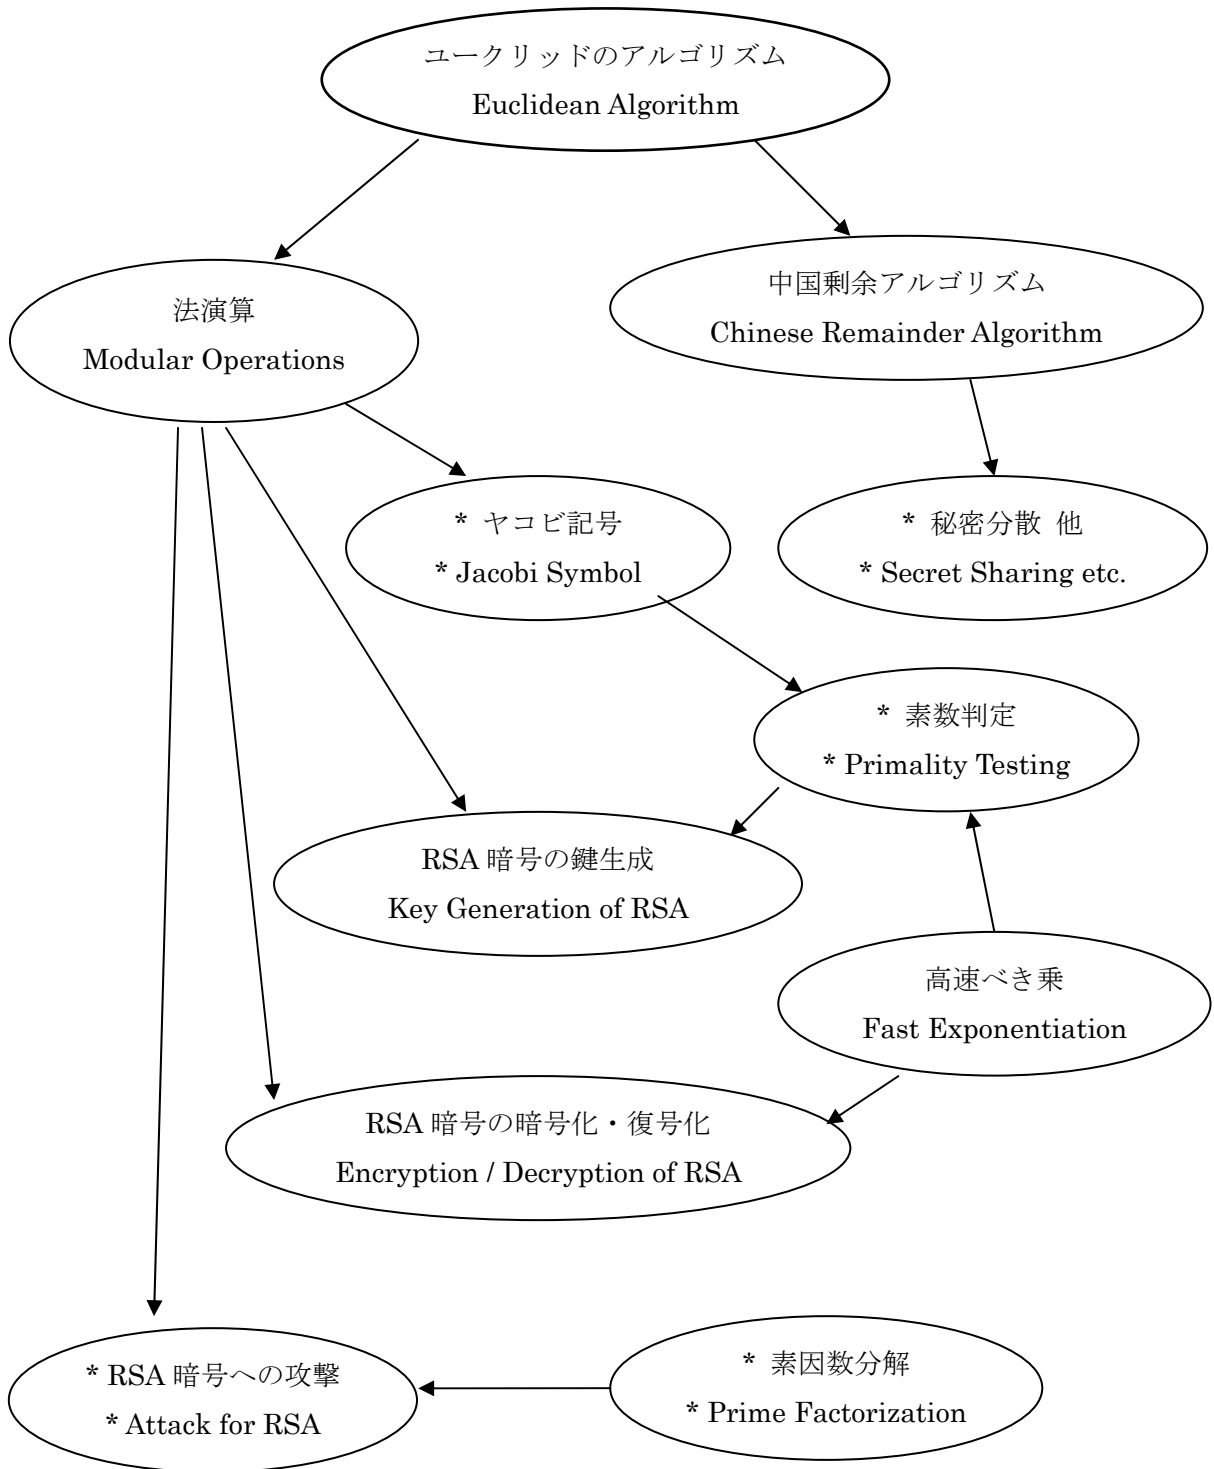 ユークリッドのアルゴリズム
Euclidean Algorithm
法演算
Modular Operations
中国剰余アルゴリズム
Chinese Remainder Algorithm
* ヤコビ記号
* Jacobi Symbol
* 秘密分散 他
* Secret Sharing etc.
* 素数判定
* Primality Testing
RSA 暗号の鍵生成
Key Generation of RSA
高速べき乗
Fast Exponentiation
RSA 暗号の暗号化・復号化
Encryption / Decryption of RSA
* RSA 暗号への攻撃
* Attack for RSA
* 素因数分解
* Prime Factorization